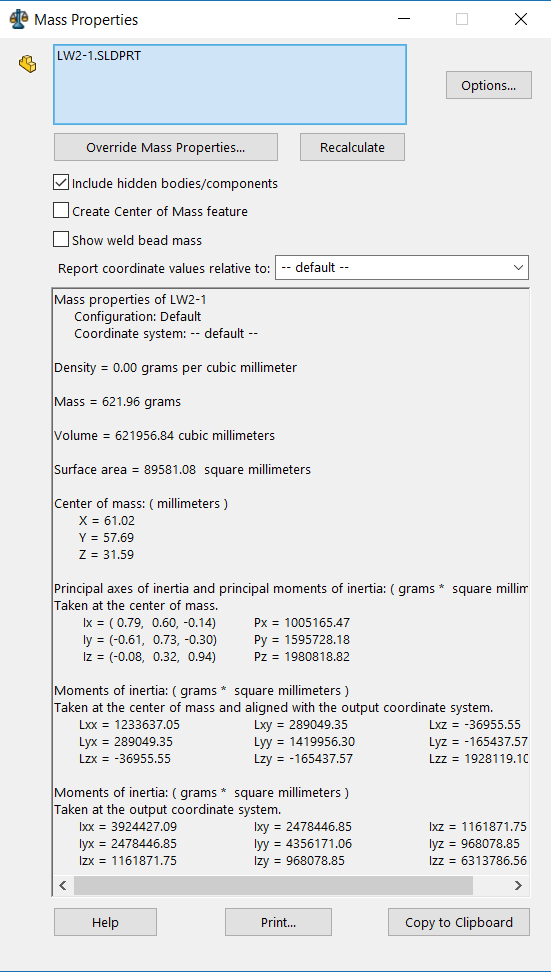 Mass Properties
LW2-1.SLDPRT
Options...
Override Mass Properties...
Recalculate
Include hidden bodies/components
Create Center of Mass feature
Show weld bead mass
Report coordinate values relative to: -- default --
Mass properties of LW2-1
Configuration: Default
Coordinate system: -- default --
Density = 0.00 grams per cubic millimeter
Mass = 621.96 grams
Volume = 621956.84 cubic millimeters
Surface area = 89581.08 square millimeters
Center of mass: ( millimeters )
X = 61.02
Y = 57.69
Z = 31.59
Principal axes of inertia and principal moments of inertia: ( grams * square millim
Taken at the center of mass.
Ix = ( 0.79, 0.60, -0.14) Px = 1005165.47
Iy = (-0.61, 0.73, -0.30) Py = 1595728.18
Iz = (-0.08, 0.32, 0.94) Pz = 1980818.82
Moments of inertia: ( grams * square millimeters )
Taken at the center of mass and aligned with the output coordinate system.
Lxx = 1233637.05 Lxy = 289049.35 Lxz = -36955.55
Lyx = 289049.35 Lyy = 1419956.30 Lyz = -165437.57
Lzx = -36955.55 Lzy = -165437.57 Lzz = 1928119.10
Moments of inertia: ( grams * square millimeters )
Taken at the output coordinate system.
Ixx = 3924427.09 Ixy = 2478446.85 Ixz = 1161871.75
Iyx = 2478446.85 Iyy = 4356171.06 Iyz = 968078.85
Izx = 1161871.75 Izy = 968078.85 Izz = 6313786.56
Help
Print...
Copy to Clipboard